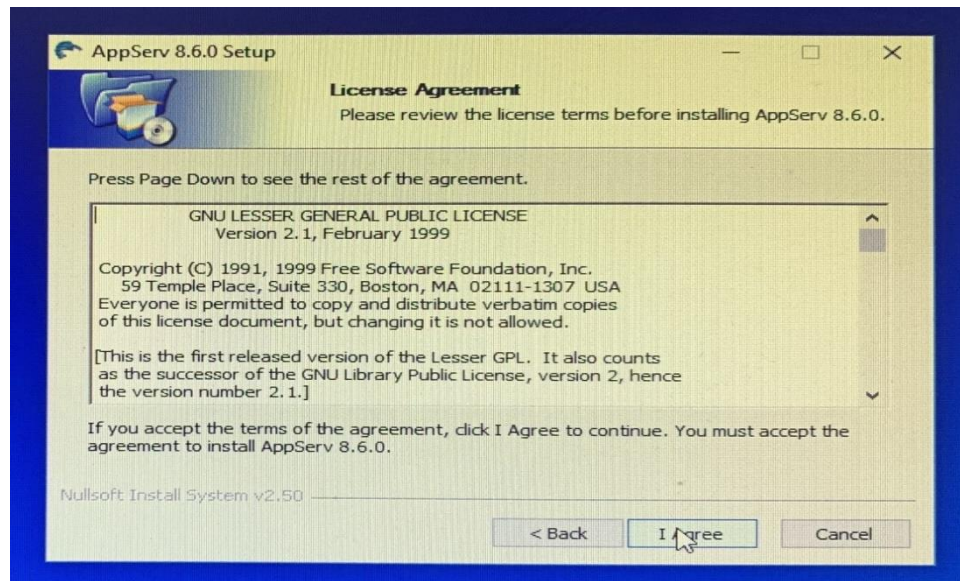 AppServ 8.6.0 Setup
License Agreement
Please review the license terms before installing AppServ 8.6.0.
Press Page Down to see the rest of the agreement.
GNU LESSER GENERAL PUBLIC LICENSE
Version 2.1, February 1999
Copyright (C) 1991, 1999 Free Software Foundation, Inc.
59 Temple Place, Suite 330, Boston, MA 02111-1307 USA
Everyone is permitted to copy and distribute verbatim copies
of this license document, but changing it is not allowed.
[This is the first released version of the Lesser GPL. It also counts
as the successor of the GNU Library Public License, version 2, hence
the version number 2.1.]
If you accept the terms of the agreement, click I Agree to continue. You must accept the
agreement to install AppServ 8.6.0.
Nullsoft Install System v2.50
< Back I Agree Cancel